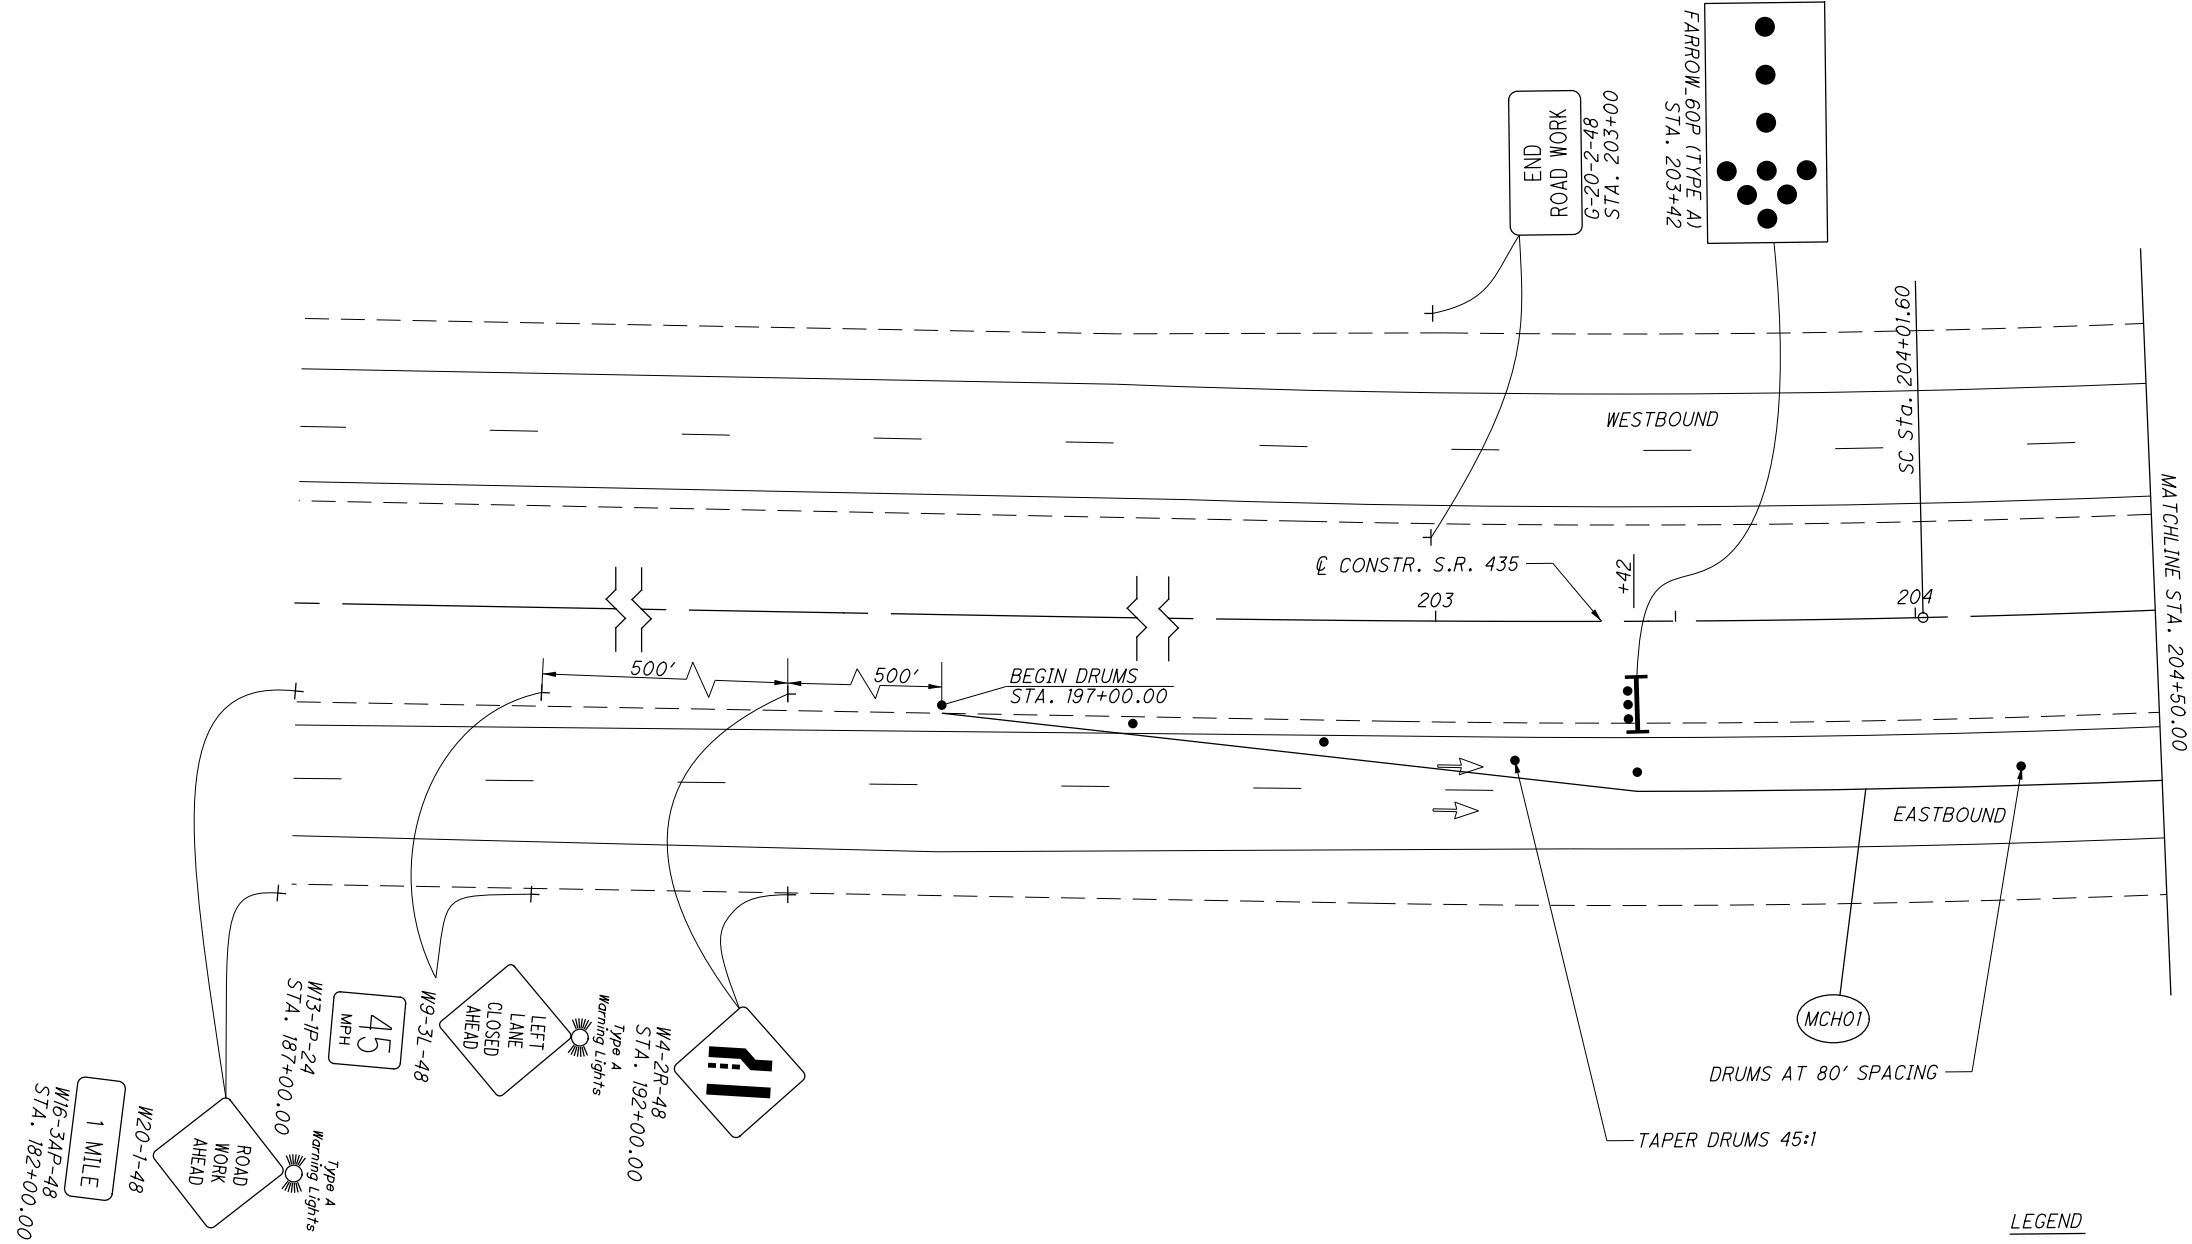 FARROW_60P (TYPE A)
STA. 203+42
END
ROAD WORK
G-20-2-48
STA. 203+00
SC Sta. 204+01.60
WESTBOUND
MATCHLINE STA. 204+50.00
℄ CONSTR. S.R. 435
+42
203
204
500'
500'
BEGIN DRUMS
STA. 197+00.00
EASTBOUND
MCH01
DRUMS AT 80' SPACING
TAPER DRUMS 45:1
W4-2R-48
STA. 192+00.00
Type A
Warning Lights
LEFT
LANE
CLOSED
AHEAD
W9-3L-48
45
MPH
W13-1P-24
STA. 187+00.00
Type A
Warning Lights
ROAD
WORK
AHEAD
W20-1-48
1 MILE
W16-3AP-48
STA. 182+00.00
LEGEND